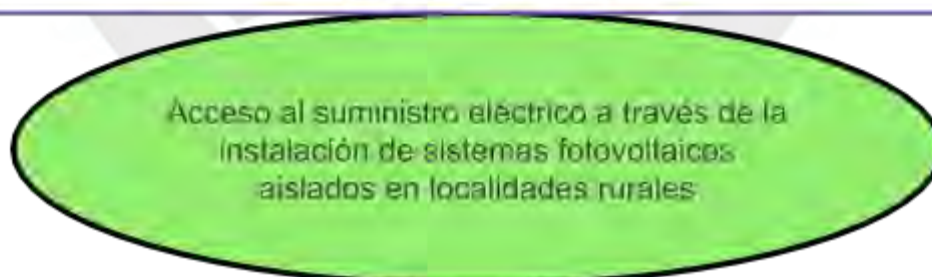 Acceso al suministro eléctrico a través de la
instalación de sistemas fotovoltaicos
aislados en localidades rurales